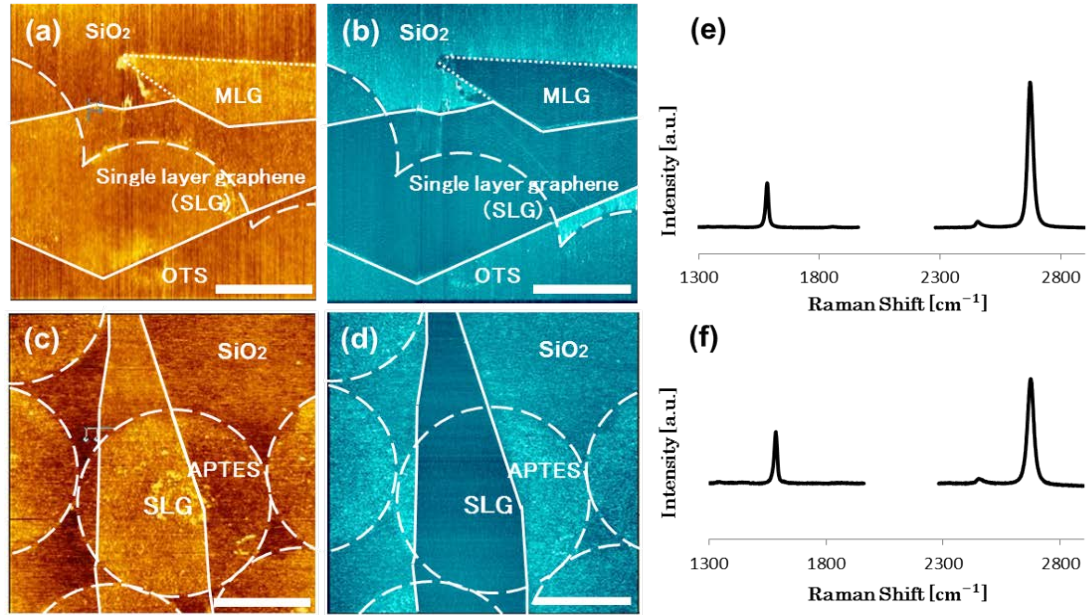 (a)
SiO₂
MLG
Single layer graphene
(SLG)
OTS
(b)
SiO₂
MLG
Single layer graphene
(SLG)
OTS
(e)
Intensity [a.u.]
1300 1800 2300 2800
Raman Shift [cm⁻¹]
(c)
SiO₂
APTES
SLG
(d)
SiO₂
APTES
SLG
(f)
Intensity [a.u.]
1300 1800 2300 2800
Raman Shift [cm⁻¹]